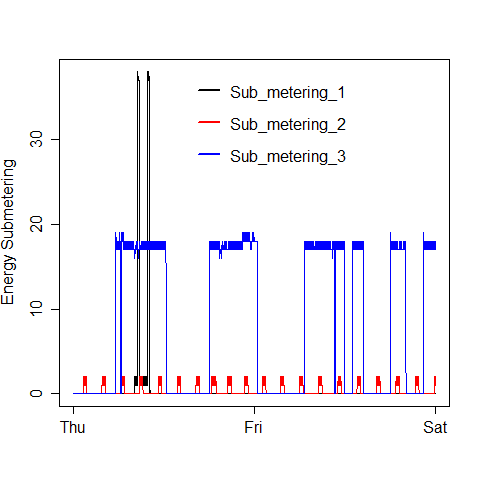 Sub_metering_1
Sub_metering_2
Sub_metering_3
Energy Submetering
30
20
10
0
Thu Fri Sat